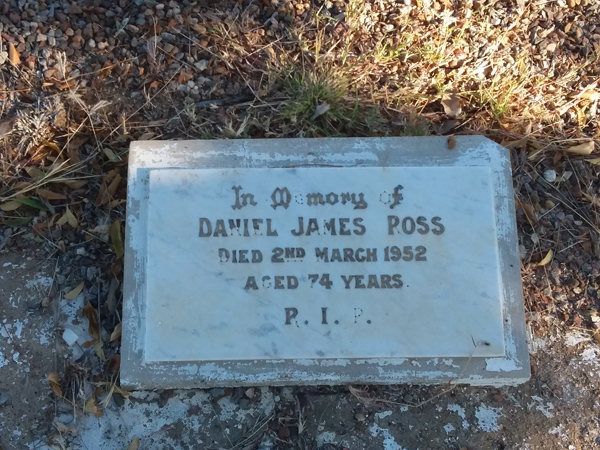 In Memory of
DANIEL JAMES ROSS
DIED 2ND MARCH 1952
AGED 74 YEARS.
R. I. P.